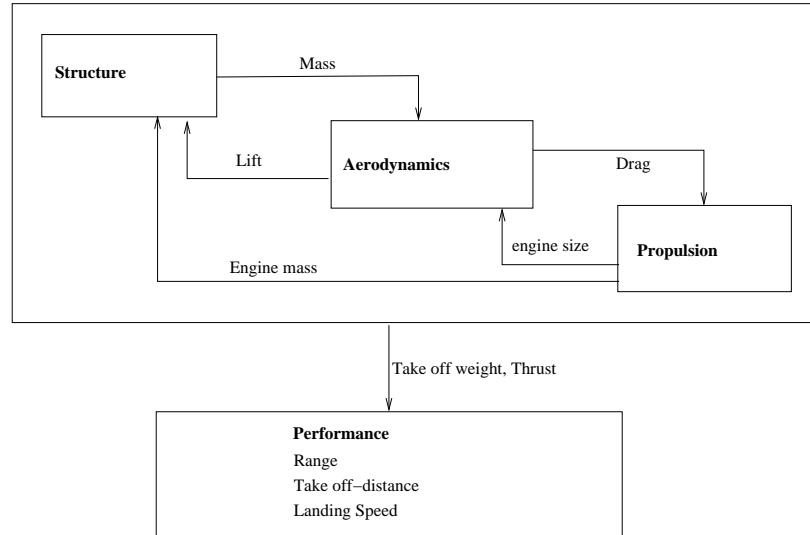 Structure
Mass
Lift
Aerodynamics
Drag
engine size
Propulsion
Engine mass
Take off weight, Thrust
Performance
Range
Take off−distance
Landing Speed